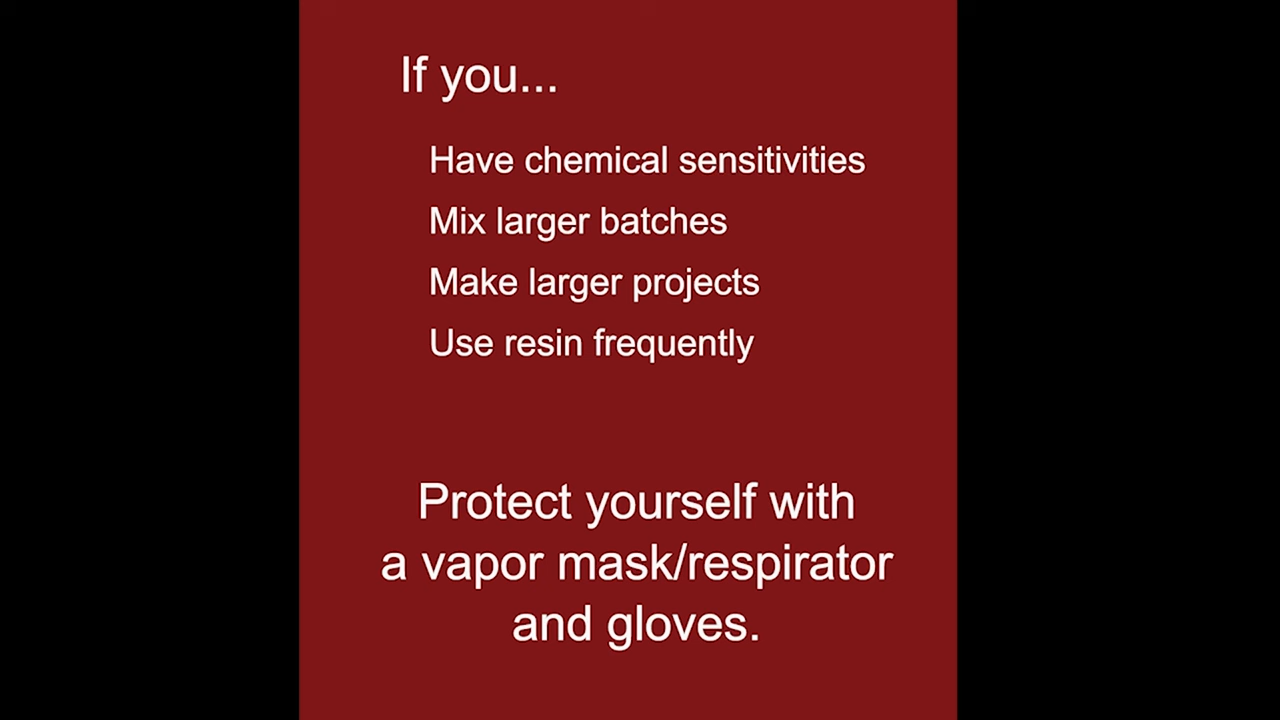 If you...
Have chemical sensitivities
Mix larger batches
Make larger projects
Use resin frequently
Protect yourself with
a vapor mask/respirator
and gloves.